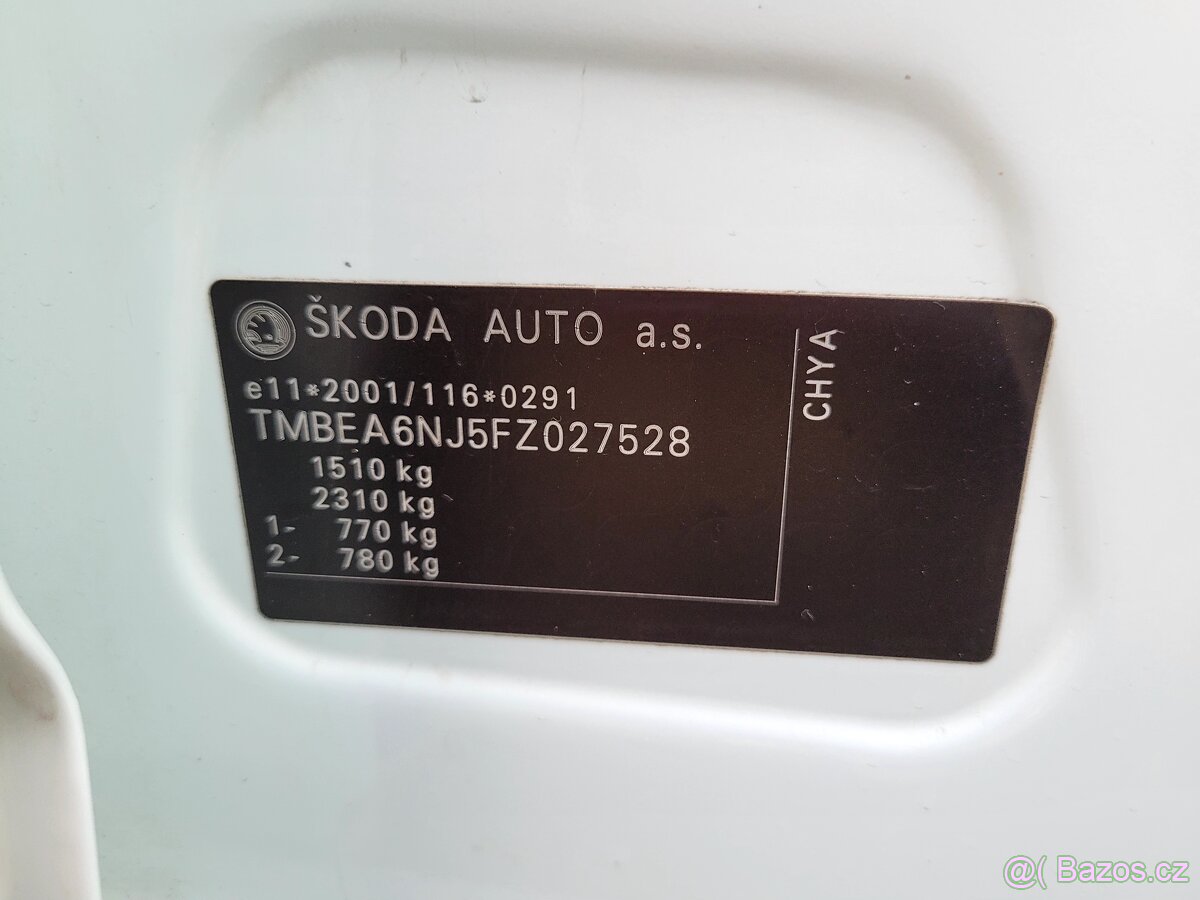 ŠKODA AUTO a.s.
e11*2001/116*0291
TMBEA6NJ5FZ027528
1510 kg
2310 kg
1- 770 kg
2- 780 kg
CHYA
@( Bazos.cz